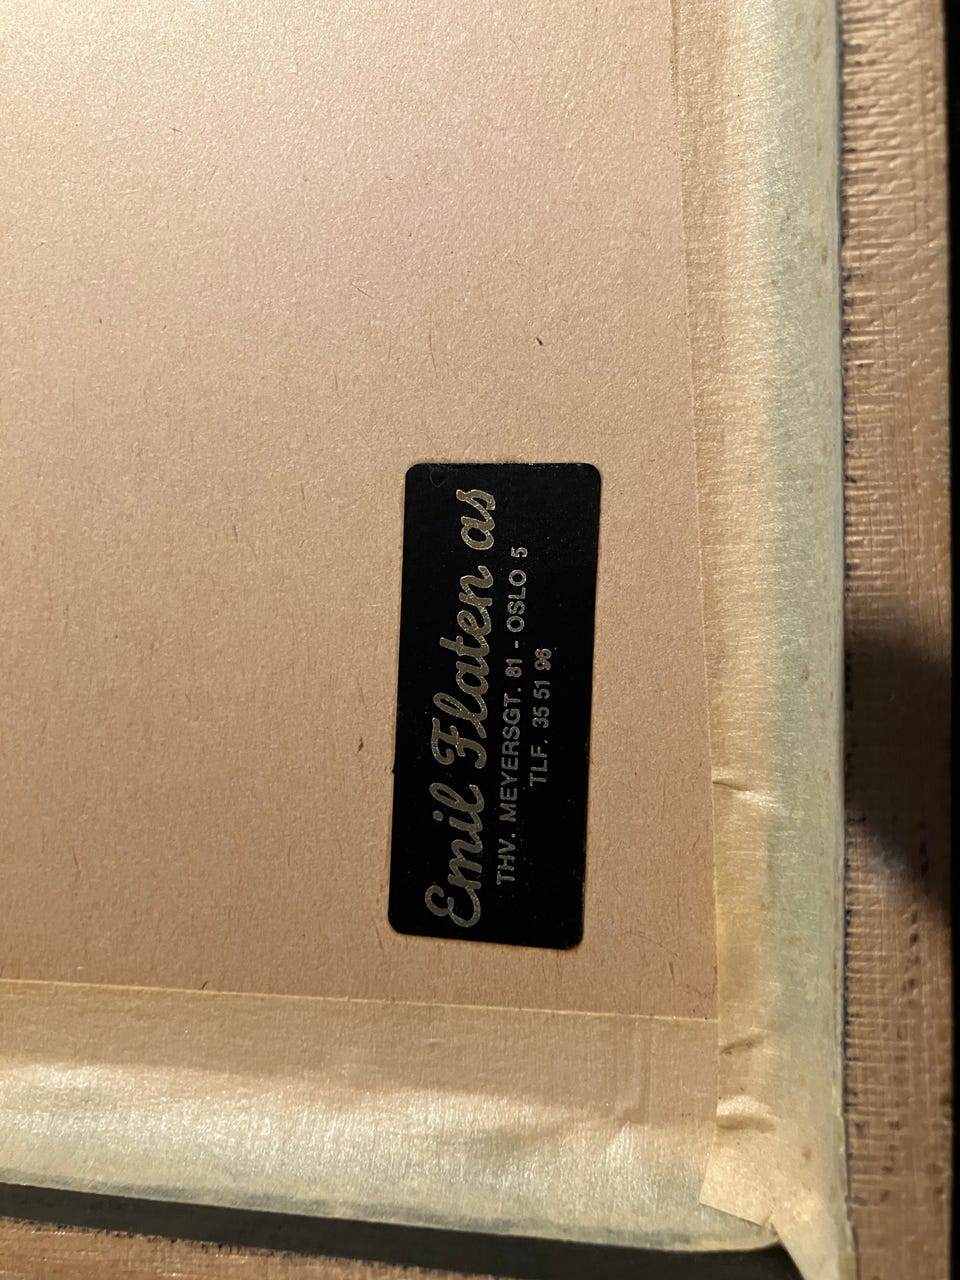 Emil Flaten as
THV. MEYERSGT. 81 - OSLO 5
TLF. 35 51 96